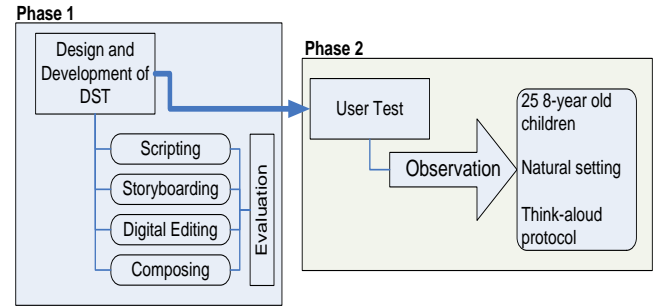 Phase 1
Design and
Development of
DST
Scripting
Storyboarding
Digital Editing
Composing
Evaluation
Phase 2
User Test
Observation
25 8-year old
children
Natural setting
Think-aloud
protocol